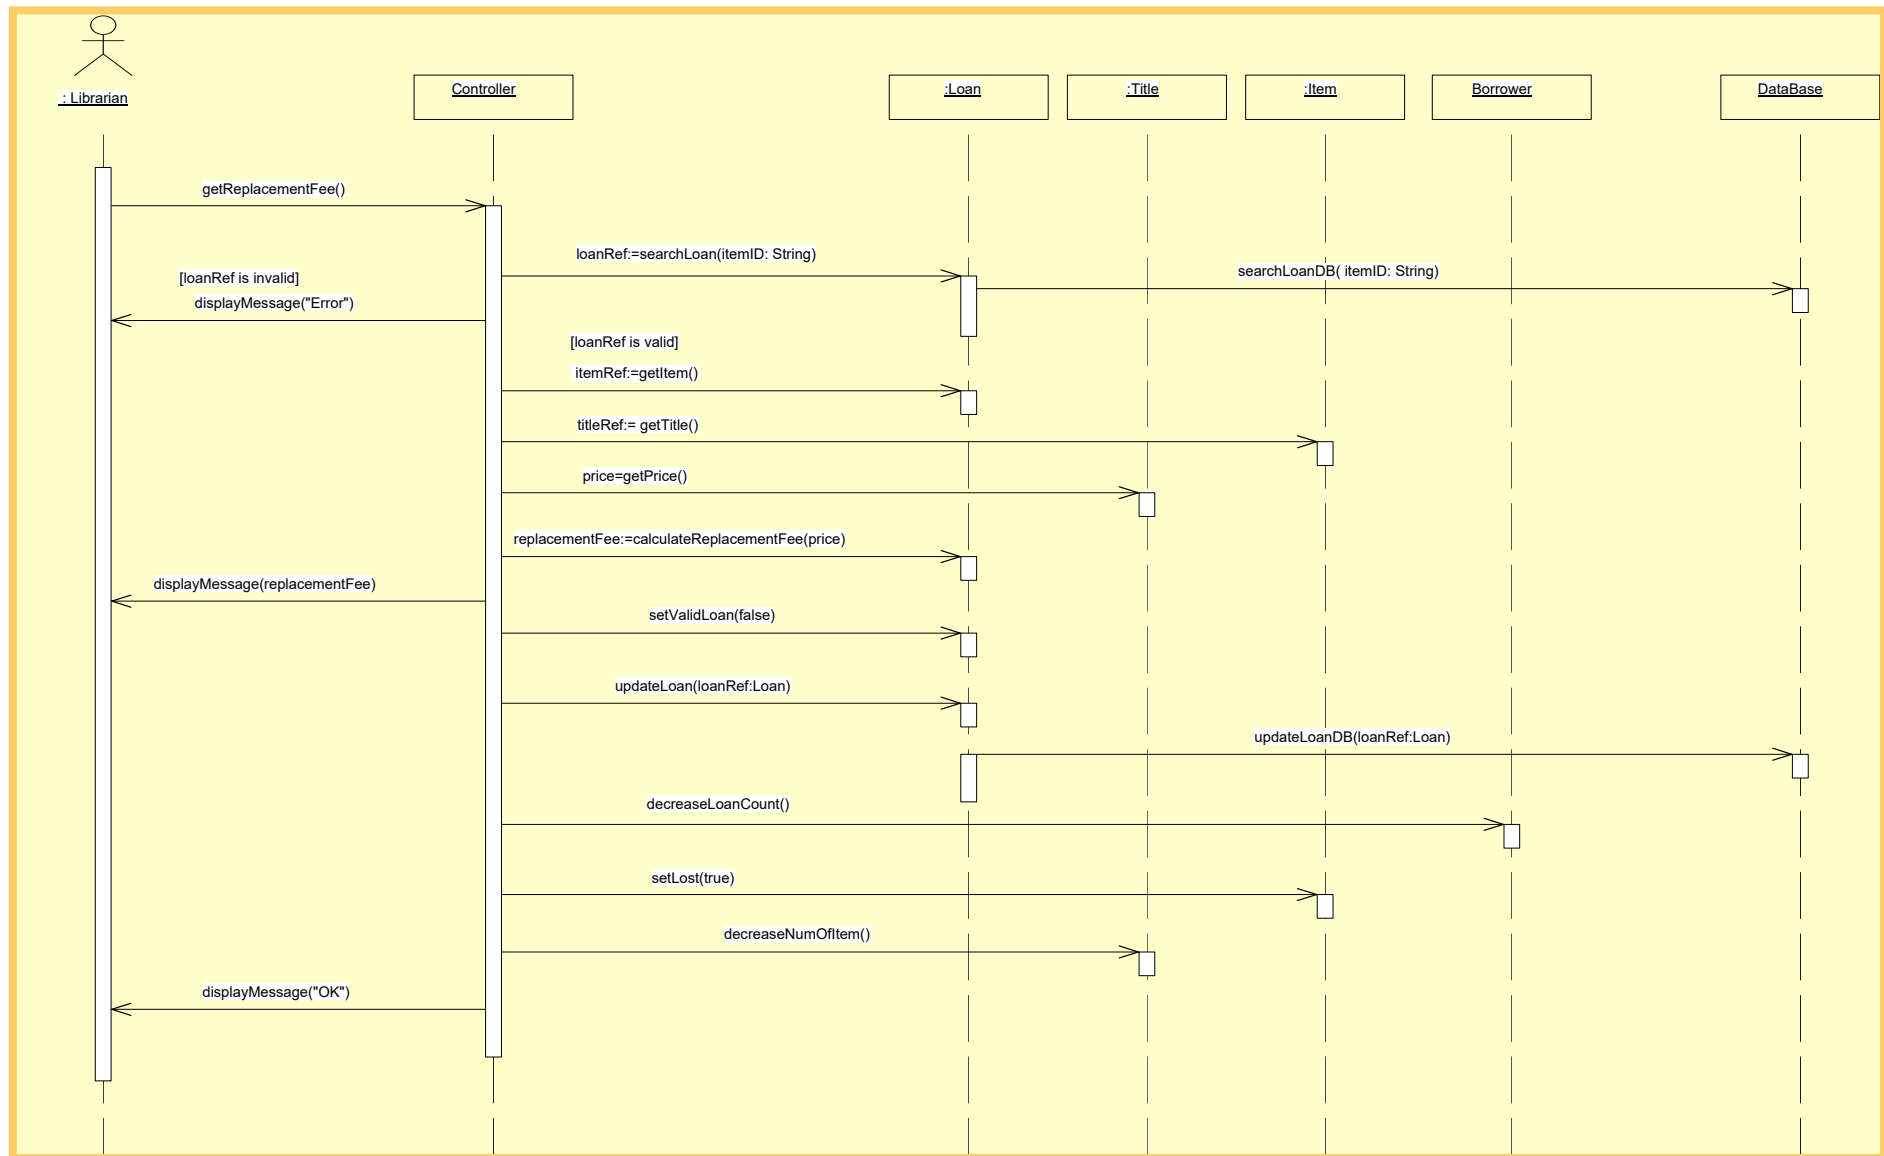 : Librarian
Controller
:Loan
:Title
:Item
Borrower
DataBase
getReplacementFee()
loanRef:=searchLoan(itemID: String)
searchLoanDB( itemID: String)
[loanRef is invalid]
displayMessage("Error")
[loanRef is valid]
itemRef:=getItem()
titleRef:= getTitle()
price=getPrice()
replacementFee:=calculateReplacementFee(price)
displayMessage(replacementFee)
setValidLoan(false)
updateLoan(loanRef:Loan)
updateLoanDB(loanRef:Loan)
decreaseLoanCount()
setLost(true)
decreaseNumOfItem()
displayMessage("OK")